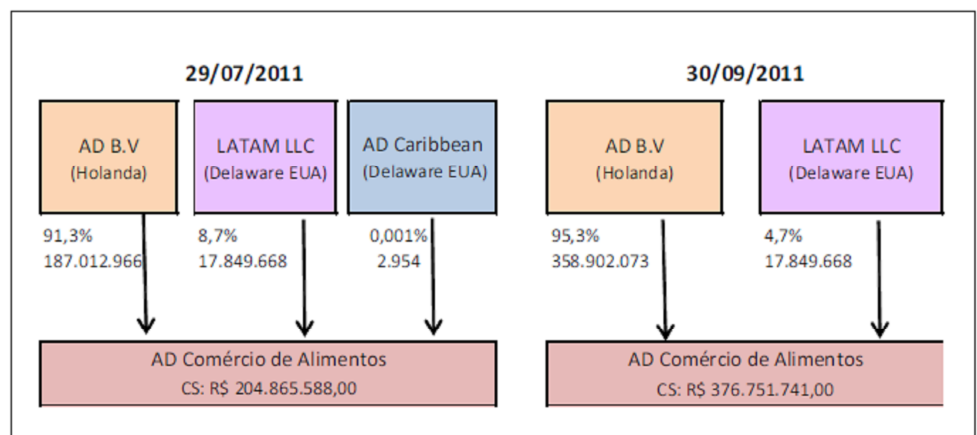 29/07/2011
AD B.V
(Holanda)
LATAM LLC
(Delaware EUA)
AD Caribbean
(Delaware EUA)
91,3%
187.012.966
8,7%
17.849.668
0,001%
2.954
AD Comércio de Alimentos
CS: R$ 204.865.588,00
30/09/2011
AD B.V
(Holanda)
LATAM LLC
(Delaware EUA)
95,3%
358.902.073
4,7%
17.849.668
AD Comércio de Alimentos
CS: R$ 376.751.741,00